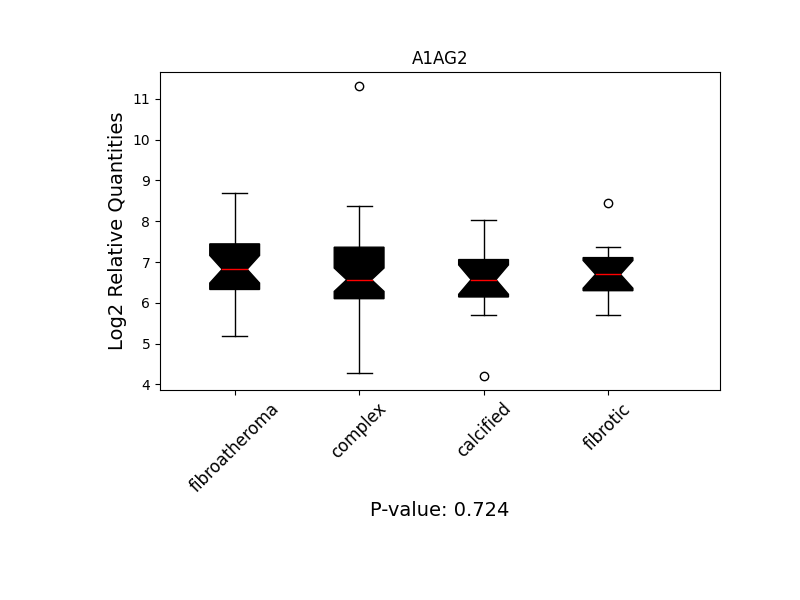 A1AG2
Log2 Relative Quantities
11
10
9
8
7
6
5
4
fibroatheroma
complex
calcified
fibrotic
P-value: 0.724